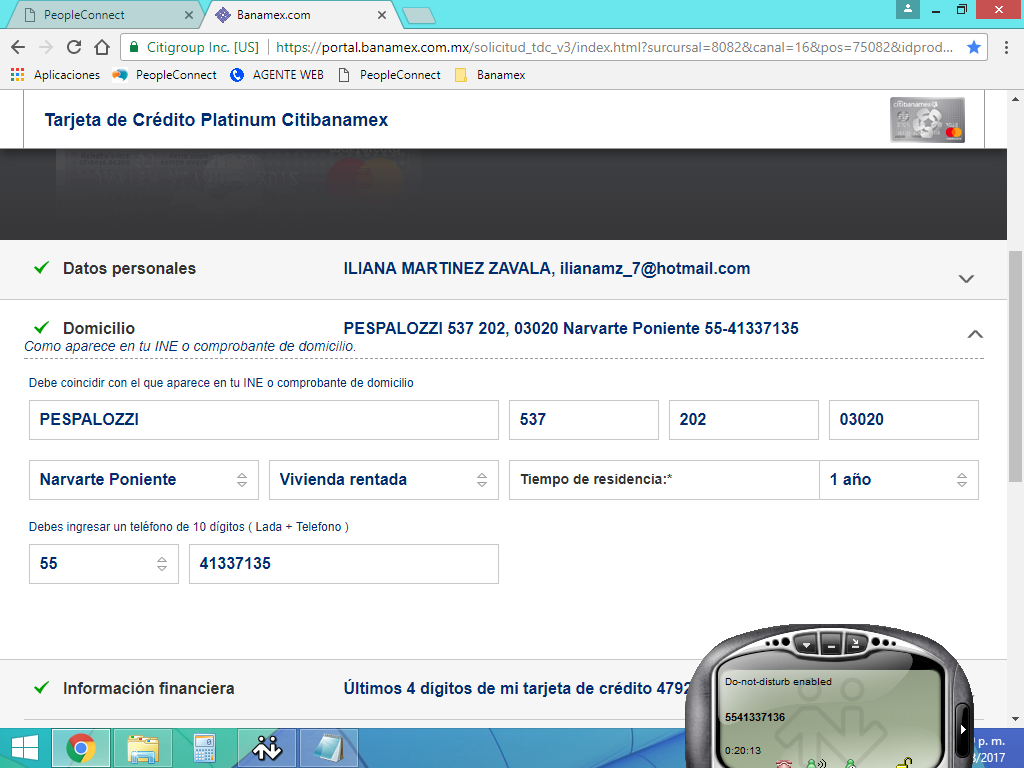 PeopleConnect
Banamex.com
Citigroup Inc. [US]
https://portal.banamex.com.mx/solicitud_tdc_v3/index.html?surcursal=8082&canal=16&pos=75082&idprod...
Aplicaciones
PeopleConnect
AGENTE WEB
PeopleConnect
Banamex
Tarjeta de Crédito Platinum Citibanamex
citibanamex
Datos personales
ILIANA MARTINEZ ZAVALA, ilianamz_7@hotmail.com
Domicilio
PESPALOZZI 537 202, 03020 Narvarte Poniente 55-41337135
Como aparece en tu INE o comprobante de domicilio.
Debe coincidir con el que aparece en tu INE o comprobante de domicilio
PESPALOZZI
537
202
03020
Narvarte Poniente
Vivienda rentada
Tiempo de residencia:*
1 año
Debes ingresar un teléfono de 10 dígitos ( Lada + Telefono )
55
41337135
Información financiera
Últimos 4 dígitos de mi tarjeta de crédito 4792
Do-not-disturb enabled
5541337136
0:20:13
p. m.
/2017